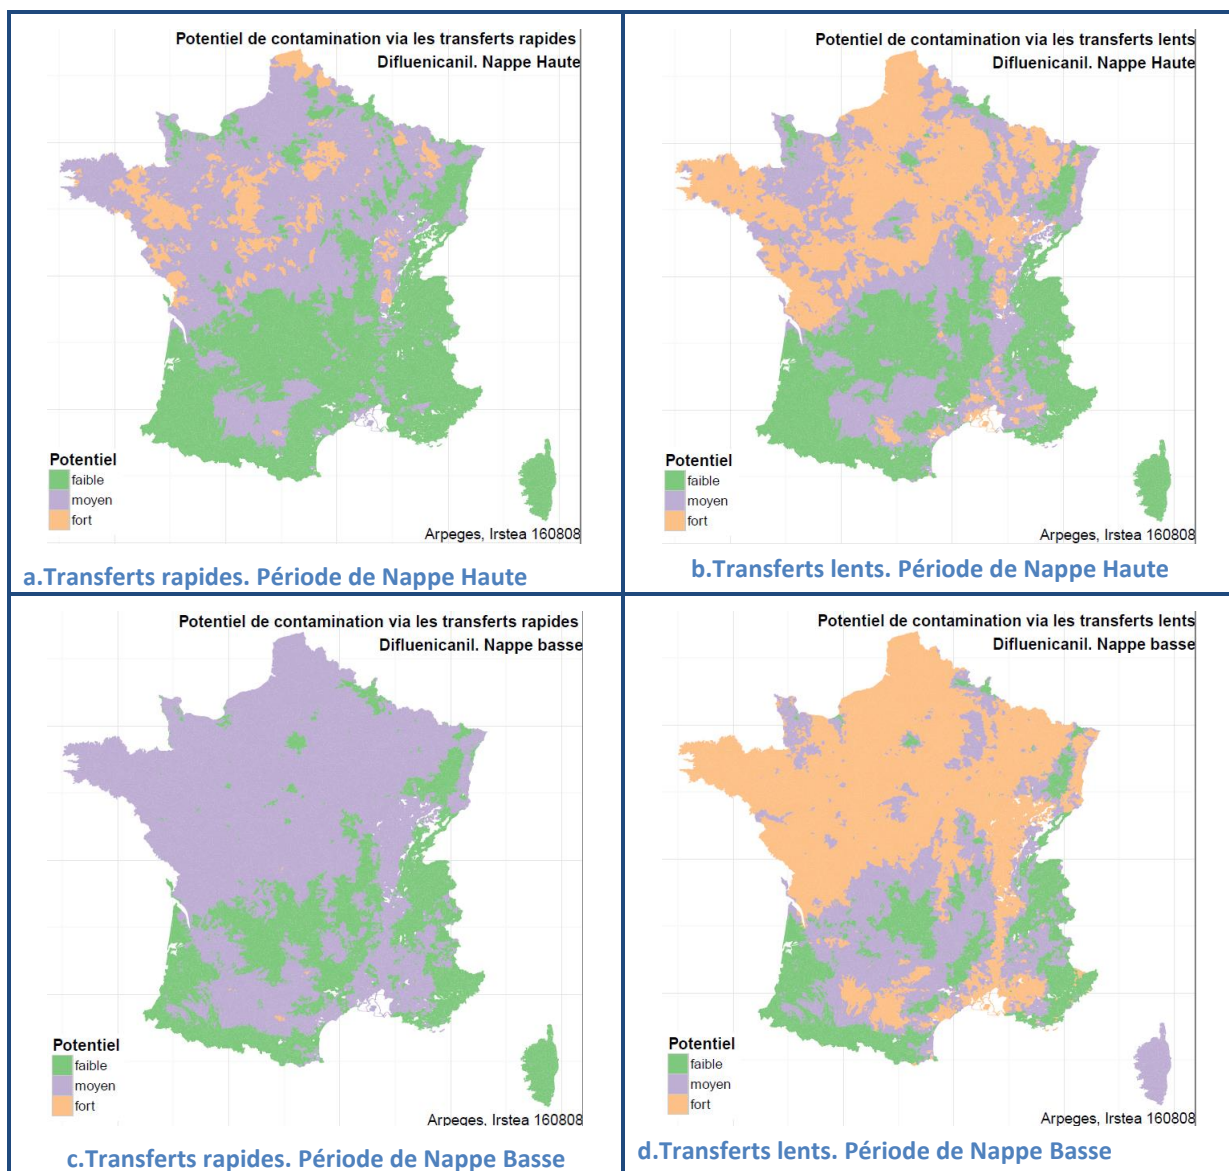 Potentiel de contamination via les transferts rapides
Difluenicanil. Nappe Haute
Potentiel
faible
moyen
fort
Arpeges, Irstea 160808
a.Transferts rapides. Période de Nappe Haute
Potentiel de contamination via les transferts lents
Difluenicanil. Nappe Haute
Potentiel
faible
moyen
fort
Arpeges, Irstea 160808
b.Transferts lents. Période de Nappe Haute
Potentiel de contamination via les transferts rapides
Difluenicanil. Nappe basse
Potentiel
faible
moyen
fort
Arpeges, Irstea 160808
c.Transferts rapides. Période de Nappe Basse
Potentiel de contamination via les transferts lents
Difluenicanil. Nappe basse
Potentiel
faible
moyen
fort
Arpeges, Irstea 160808
d.Transferts lents. Période de Nappe Basse